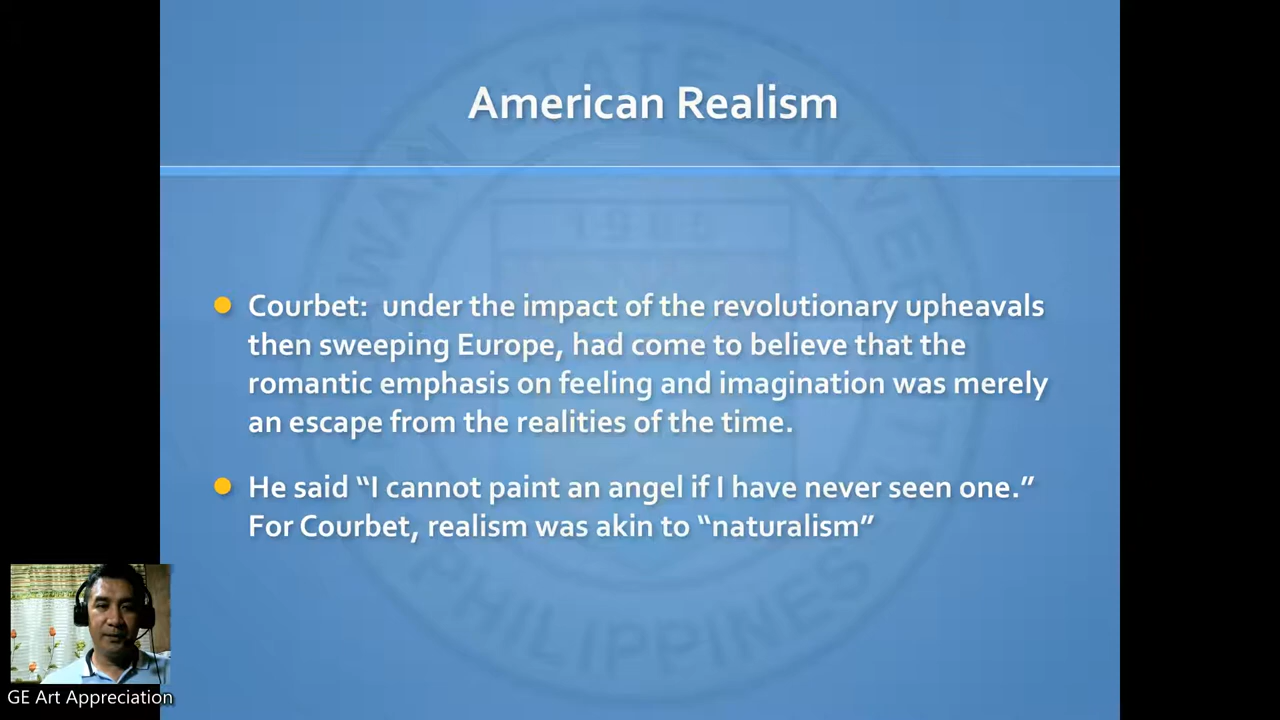 American Realism
Courbet:  under the impact of the revolutionary upheavals
then sweeping Europe, had come to believe that the
romantic emphasis on feeling and imagination was merely
an escape from the realities of the time.
He said “I cannot paint an angel if I have never seen one.”
For Courbet, realism was akin to “naturalism”
GE Art Appreciation
STATE
PHILIPPINES